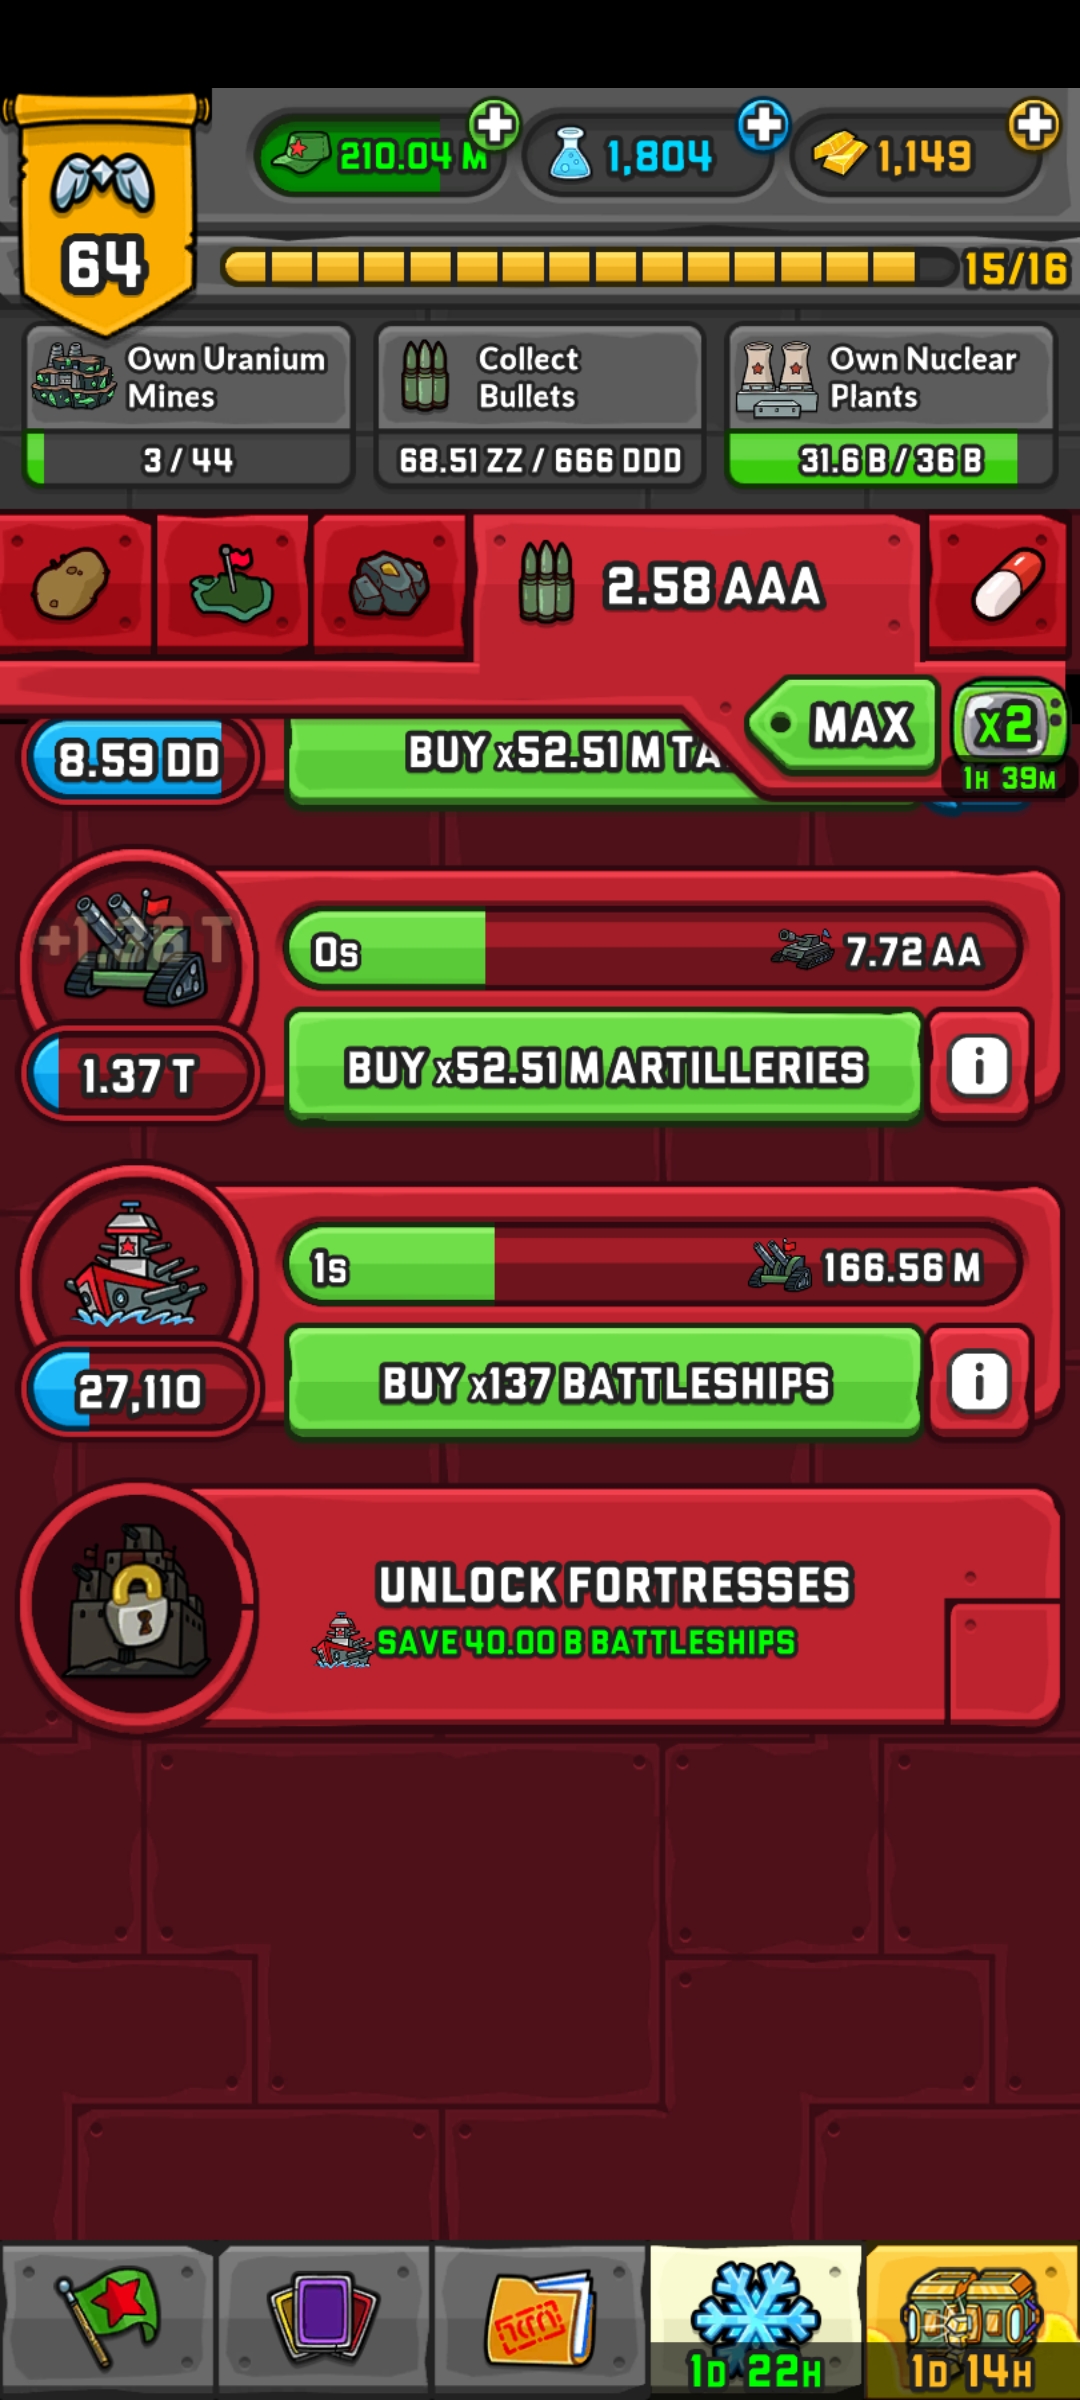 210.04 M
1,804
1,149
64
15/16
Own Uranium
Mines
3 / 44
Collect
Bullets
68.51 ZZ / 666 DDD
Own Nuclear
Plants
31.6 B / 36 B
2.58 AAA
MAX
x2
1H 39M
8.59 DD
BUY x52.51 M TA
0s
7.72 AA
1.37 T
BUY x52.51 M ARTILLERIES
i
1s
166.56 M
27,110
BUY x137 BATTLESHIPS
i
UNLOCK FORTRESSES
SAVE 40.00 B BATTLESHIPS
1D 22H
1D 14H